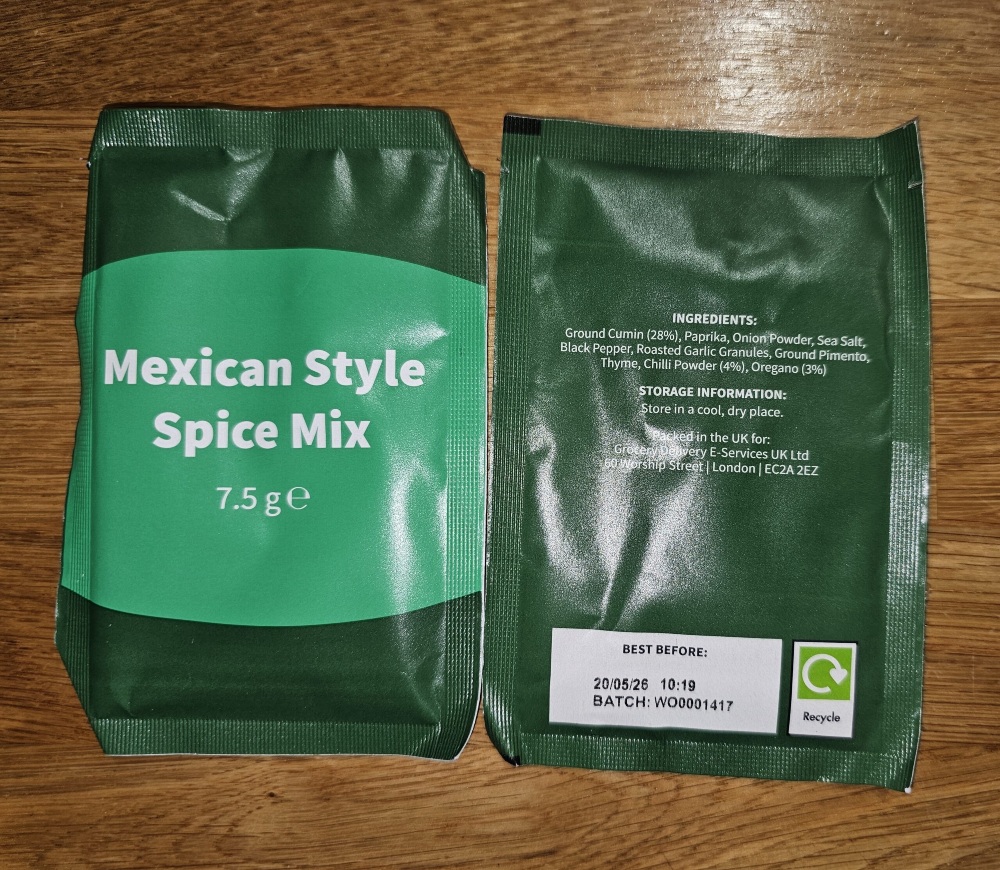 Mexican Style
Spice Mix
7.5 g ℮
INGREDIENTS:
Ground Cumin (28%), Paprika, Onion Powder, Sea Salt,
Black Pepper, Roasted Garlic Granules, Ground Pimento,
Thyme, Chilli Powder (4%), Oregano (3%)
STORAGE INFORMATION:
Store in a cool, dry place.
Packed in the UK for:
Grocery Delivery E-Services UK Ltd
60 Worship Street | London | EC2A 2EZ
BEST BEFORE:
20/05/26 10:19
BATCH: WO0001417
Recycle